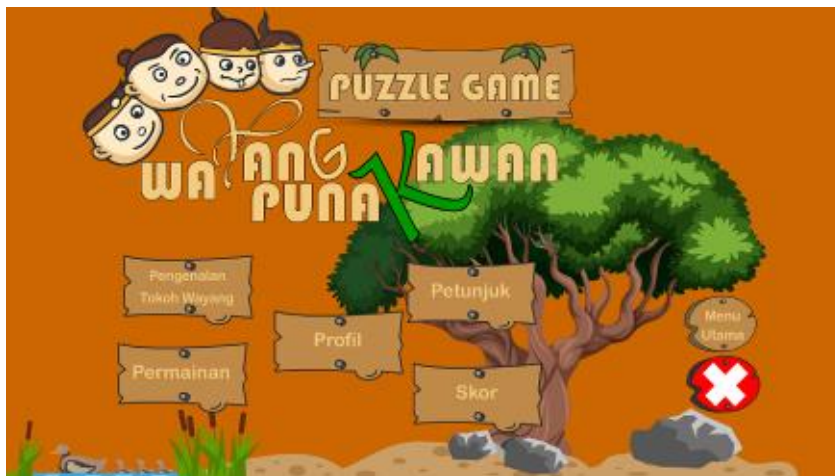 PUZZLE GAME
WAYANG
PUNAKAWAN
Pengenalan
Tokoh Wayang
Petunjuk
Menu
Utama
Profil
Permainan
Skor